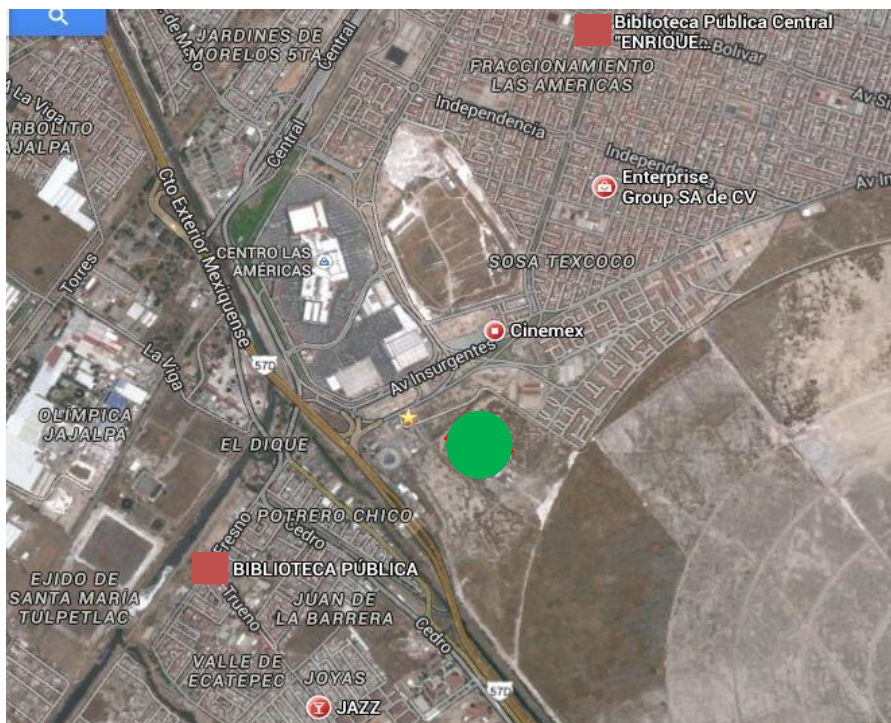 JARDINES DE
MORELOS 5TA
Central
Biblioteca Pública Central
"ENRIQUE...
Bolivar
FRACCIONAMIENTO
LAS AMERICAS
Independencia
Independencia
A La Viga
Central
Enterprise
Group SA de CV
Av In
Cto Exterior Mexiquense
CENTRO LAS
AMÉRICAS
SOSA TEXCOCO
Torres
Cinemex
La Viga
57D
Av Insurgentes
OLÍMPICA
JAJALPA
EL DIQUE
POTRERO CHICO
Fresno
Cedro
BIBLIOTECA PÚBLICA
EJIDO DE
SANTA MARÍA
TULPETLAC
Trueno
JUAN DE
LA BARRERA
Cedro
VALLE DE
ECATEPEC
JOYAS
57D
JAZZ